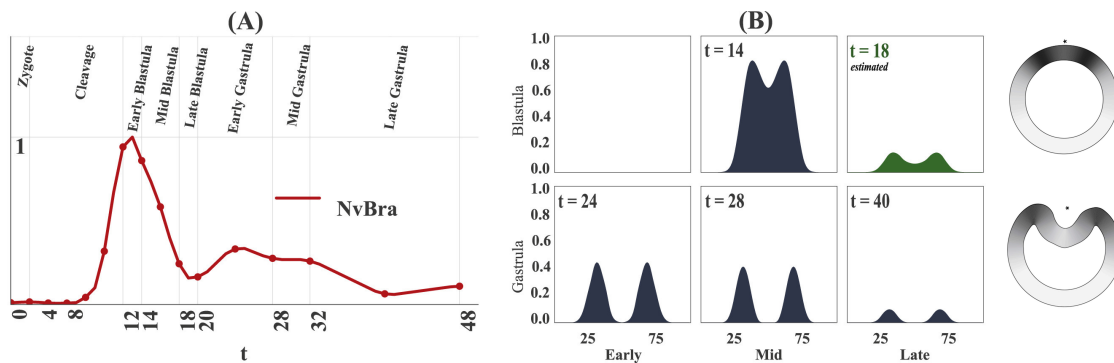 (A)
Zygote
Cleavage
Early Blastula
Mid Blastula
Late Blastula
Early Gastrula
Mid Gastrula
Late Gastrula
1
NvBra
0 4 8 12 14 18 20 28 32 48
t
(B)
Blastula
1.0
0.8
0.6
0.4
0.2
0.0
t = 14
t = 18
estimated
*
Gastrula
1.0
0.8
0.6
0.4
0.2
0.0
t = 24
t = 28
t = 40
*
25 75 25 75 25 75
Early Mid Late